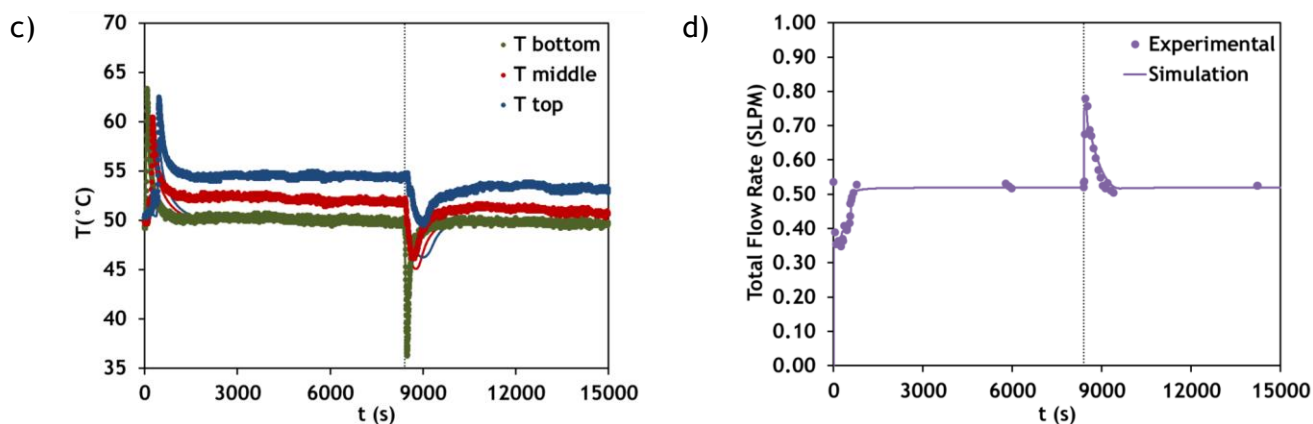 c)
70
65
60
55
50
45
40
35
T(°C)
0 3000 6000 9000 12000 15000
t (s)
T bottom
T middle
T top
d)
1.00
0.90
0.80
0.70
0.60
0.50
0.40
0.30
0.20
0.10
0.00
Total Flow Rate (SLPM)
0 3000 6000 9000 12000 15000
t (s)
Experimental
Simulation